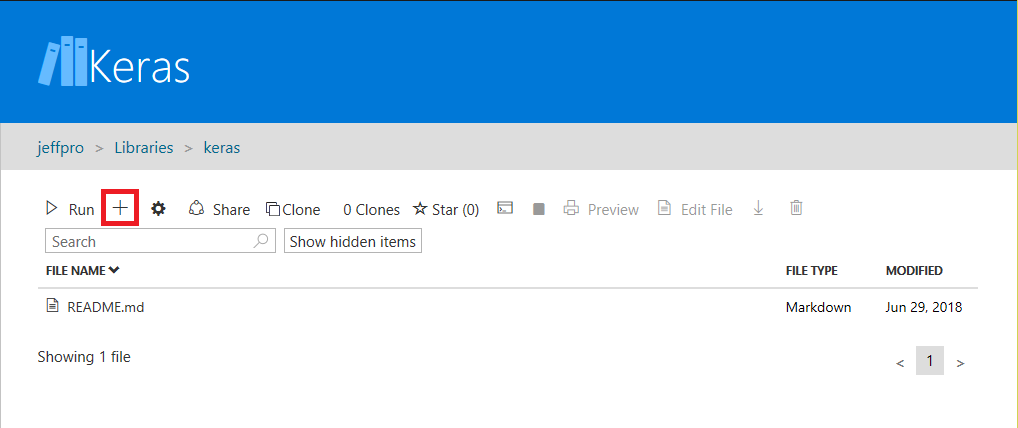 Keras
jeffpro > Libraries > keras
Run Share Clone 0 Clones Star (0) Preview Edit File
Search Show hidden items
FILE NAME FILE TYPE MODIFIED
README.md Markdown Jun 29, 2018
Showing 1 file < 1 >